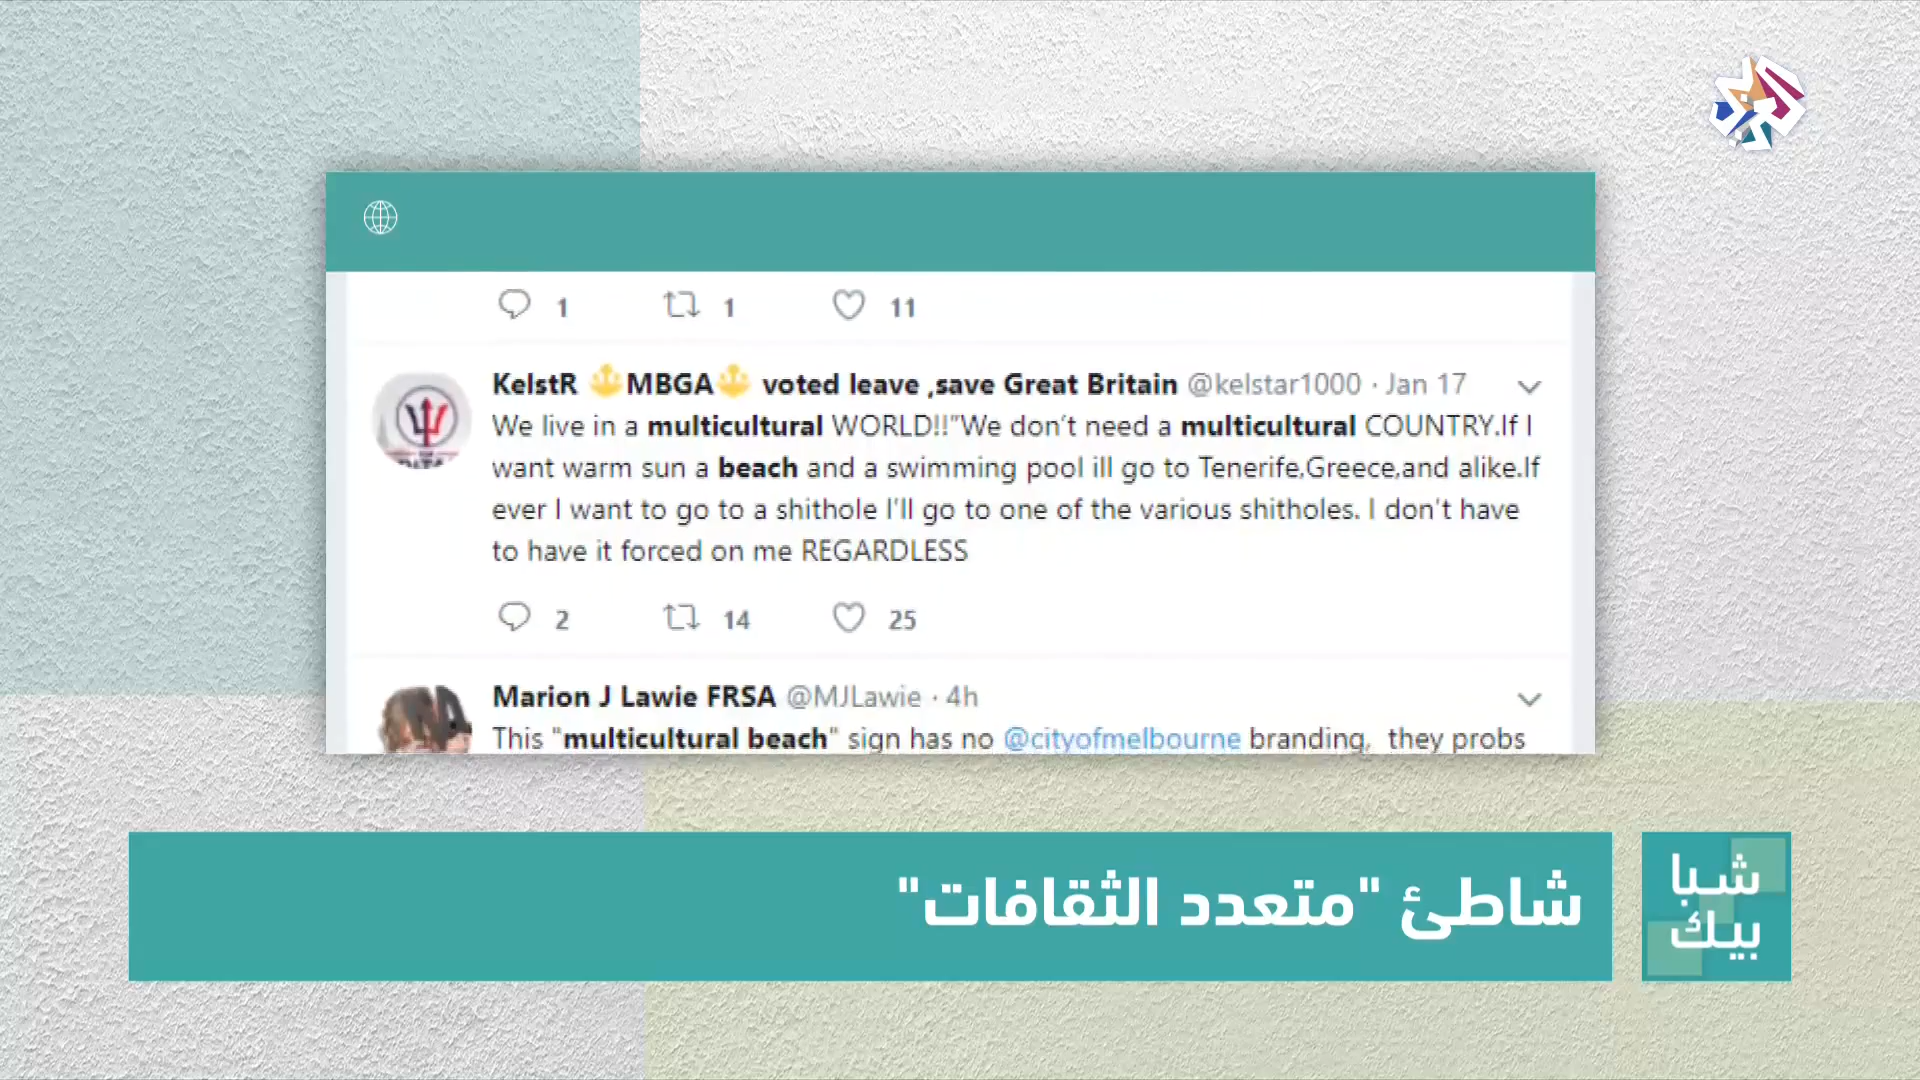 1 1 11
KelstR 🔱MBGA🔱 voted leave ,save Great Britain @kelstar1000 · Jan 17
We live in a multicultural WORLD!!"We don't need a multicultural COUNTRY.If I
want warm sun a beach and a swimming pool ill go to Tenerife,Greece,and alike.If
ever I want to go to a shithole I'll go to one of the various shitholes. I don't have
to have it forced on me REGARDLESS
2 14 25
Marion J Lawie FRSA @MJLawie · 4h
This "multicultural beach" sign has no @cityofmelbourne branding, they probs
شاطئ "متعدد الثقافات"
شبا
بيك